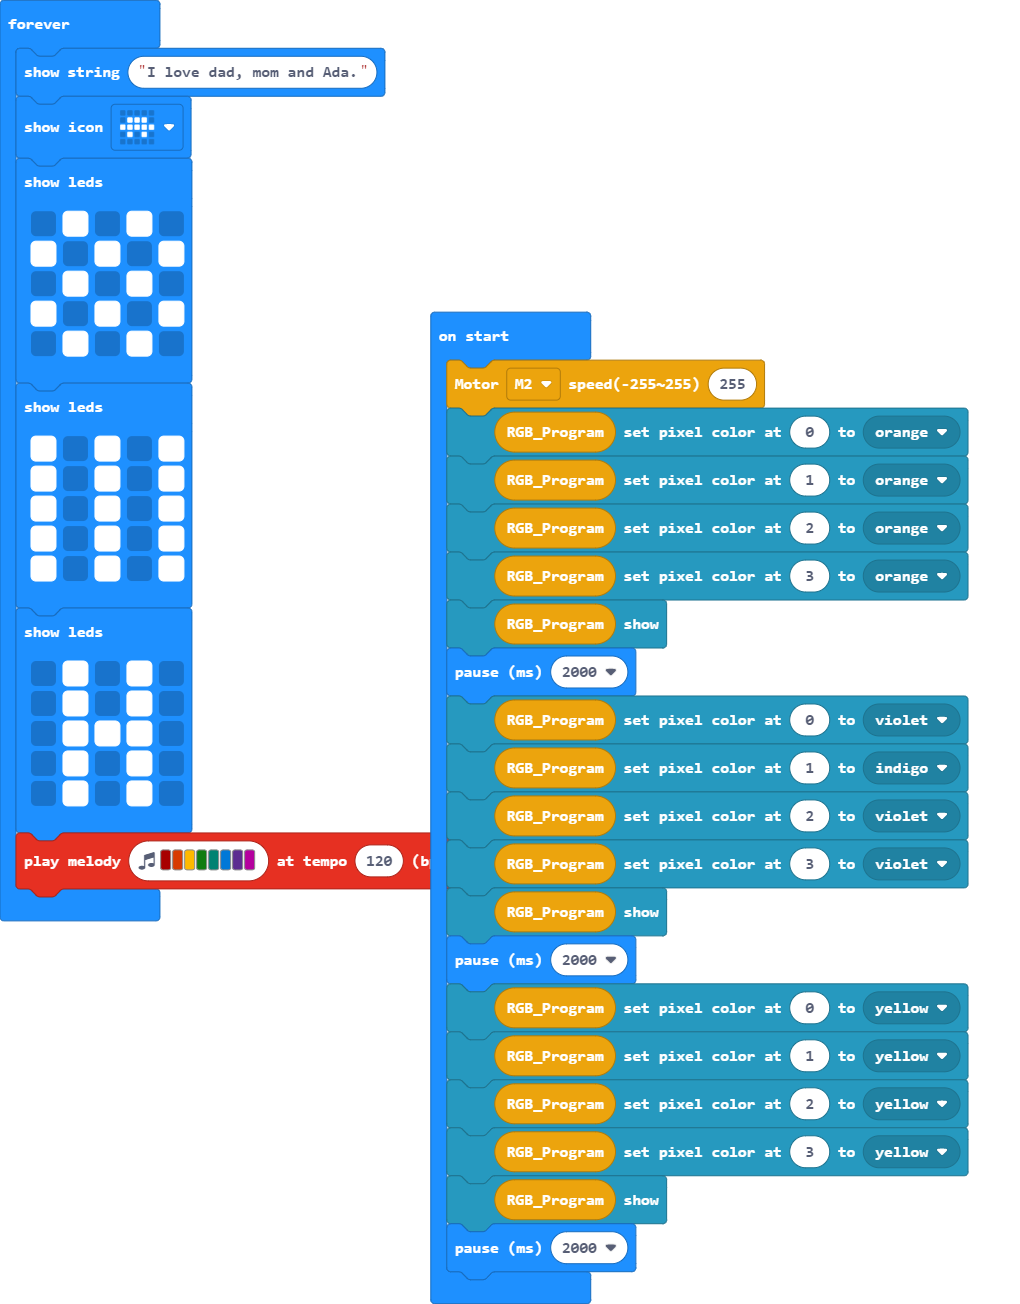 forever
show string "I love dad, mom and Ada."
show icon
show leds
show leds
show leds
play melody at tempo 120 (b
on start
Motor M2 speed(-255~255) 255
RGB_Program set pixel color at 0 to orange
RGB_Program set pixel color at 1 to orange
RGB_Program set pixel color at 2 to orange
RGB_Program set pixel color at 3 to orange
RGB_Program show
pause (ms) 2000
RGB_Program set pixel color at 0 to violet
RGB_Program set pixel color at 1 to indigo
RGB_Program set pixel color at 2 to violet
RGB_Program set pixel color at 3 to violet
RGB_Program show
pause (ms) 2000
RGB_Program set pixel color at 0 to yellow
RGB_Program set pixel color at 1 to yellow
RGB_Program set pixel color at 2 to yellow
RGB_Program set pixel color at 3 to yellow
RGB_Program show
pause (ms) 2000